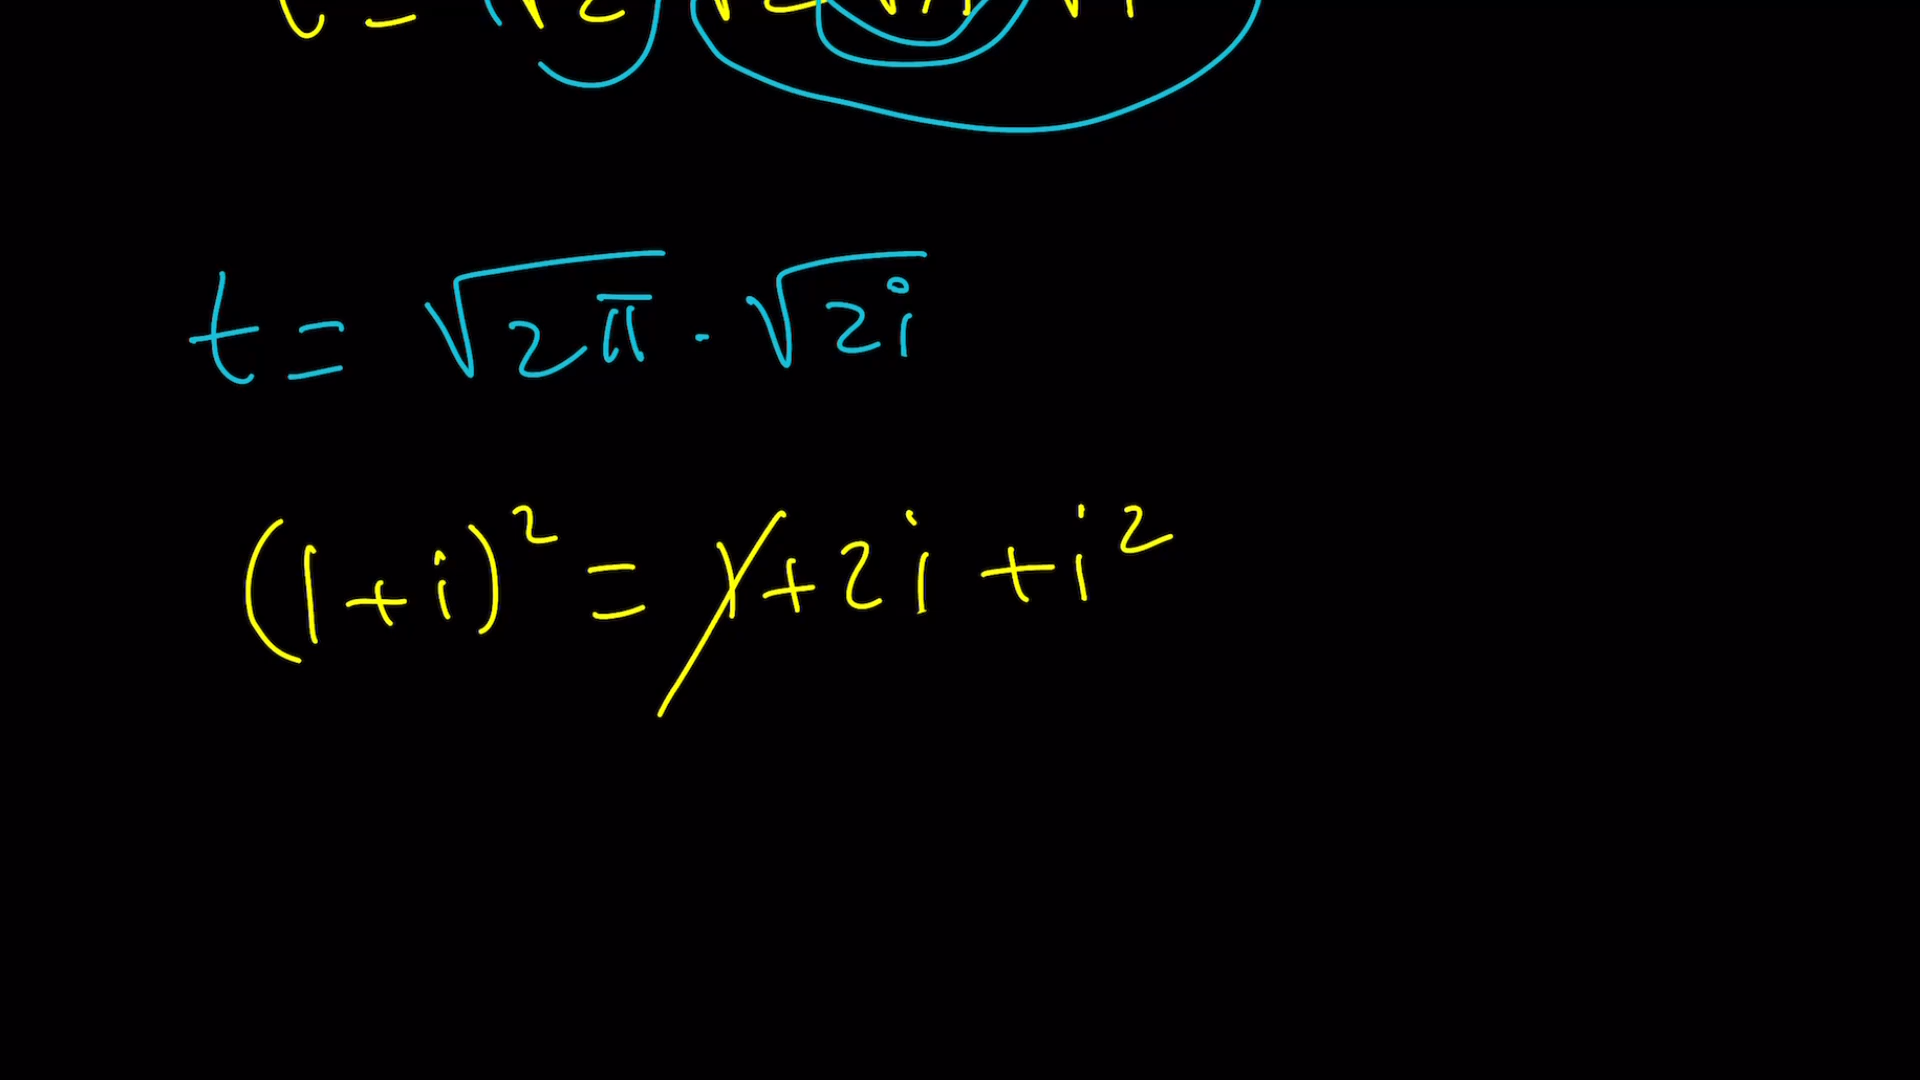 t = √2π · √2i
(1+i)² = 1+2i+i²